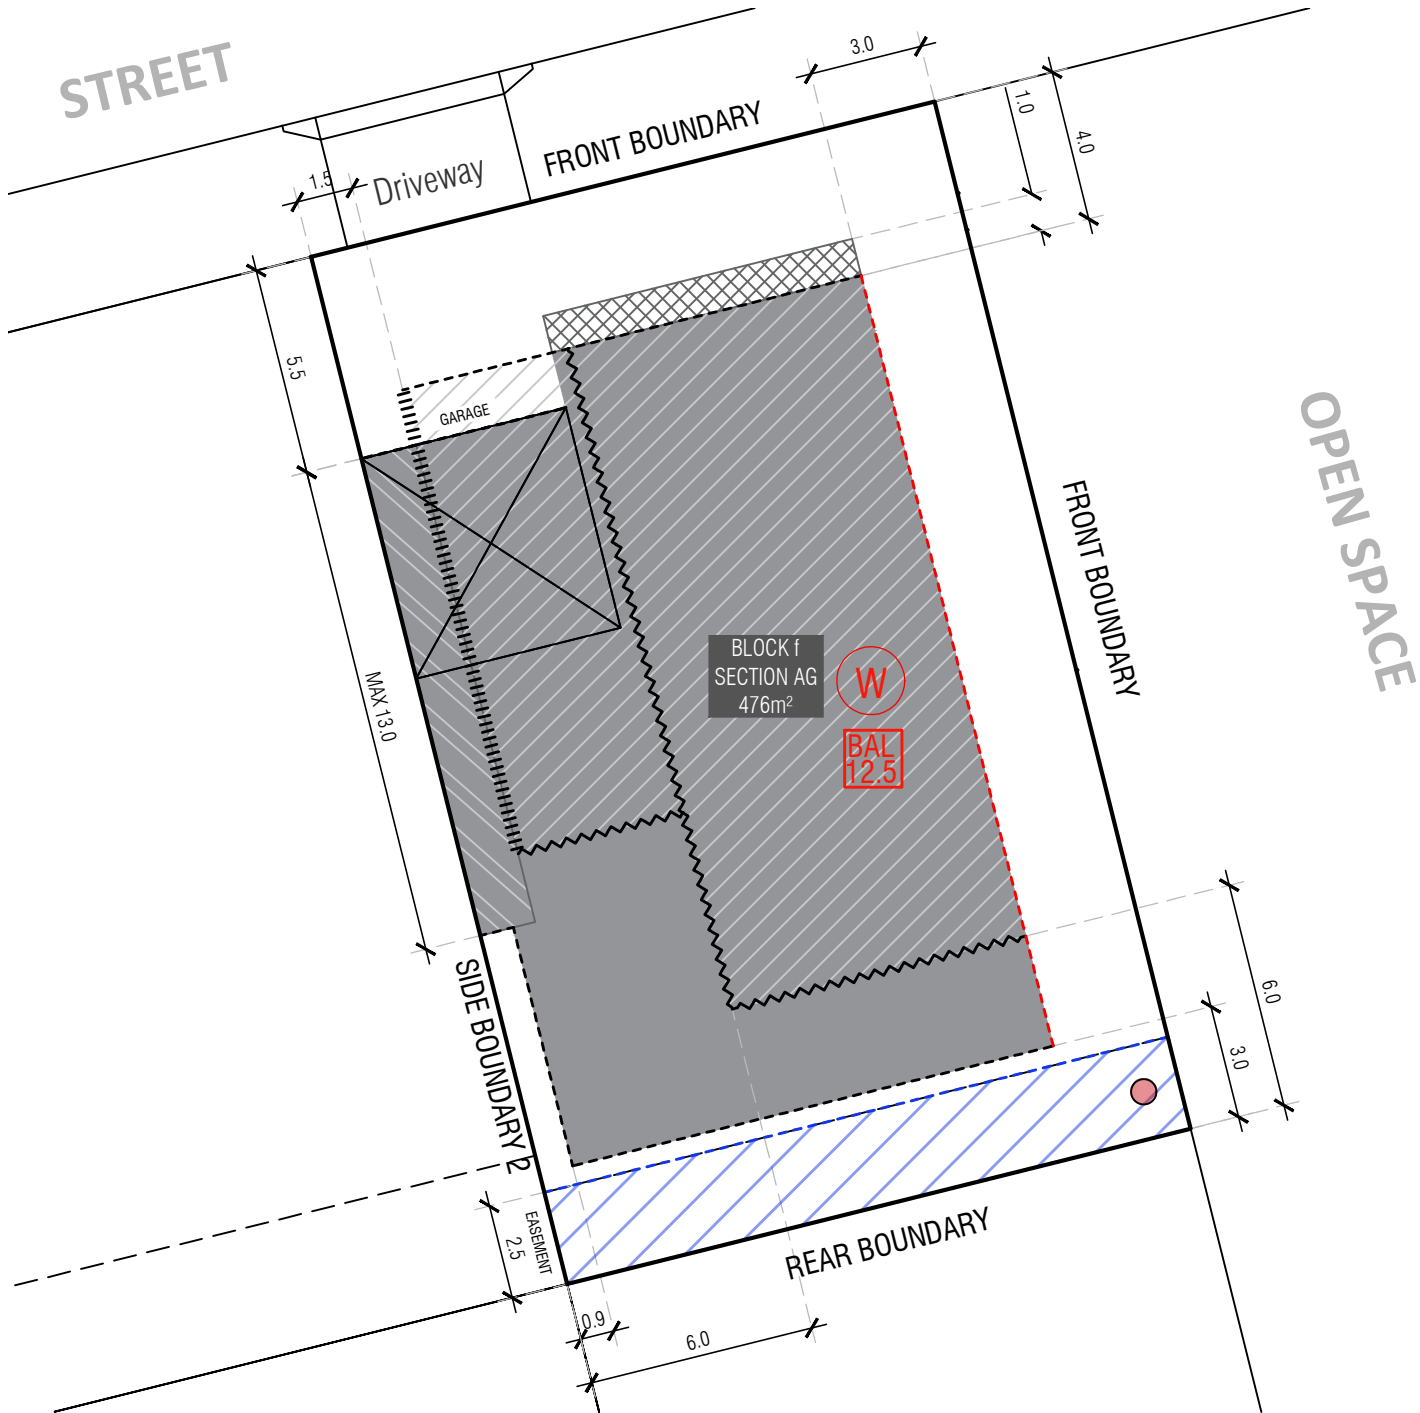 STREET
3.0
1.0
4.0
FRONT BOUNDARY
1.5
Driveway
5.5
GARAGE
OPEN SPACE
FRONT BOUNDARY
BLOCK f
SECTION AG
476m²
W
BAL
12.5
MAX 13.0
SIDE BOUNDARY 2
6.0
3.0
EASEMENT
2.5
REAR BOUNDARY
0.9
6.0